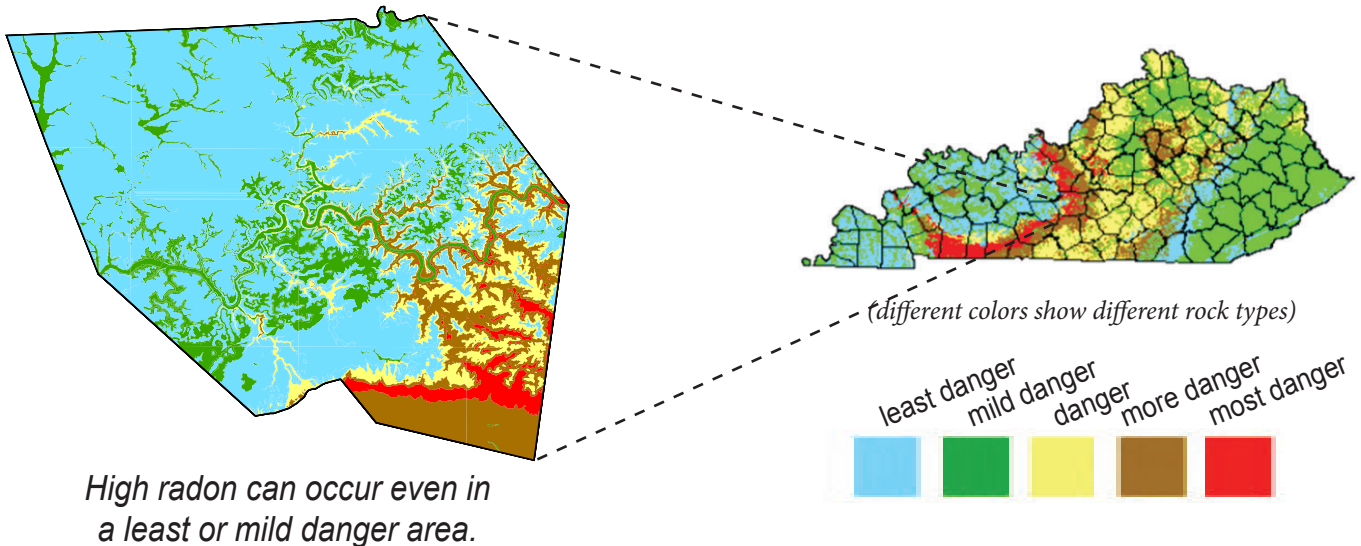 (different colors show different rock types)
least danger
mild danger
danger
more danger
most danger
High radon can occur even in
a least or mild danger area.